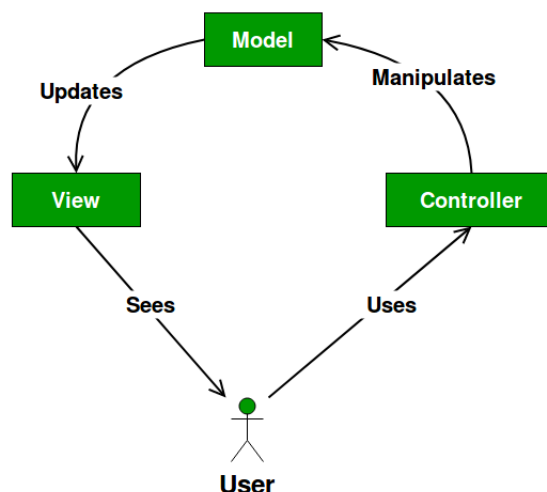 Model
Updates
Manipulates
View
Controller
Sees
Uses
User